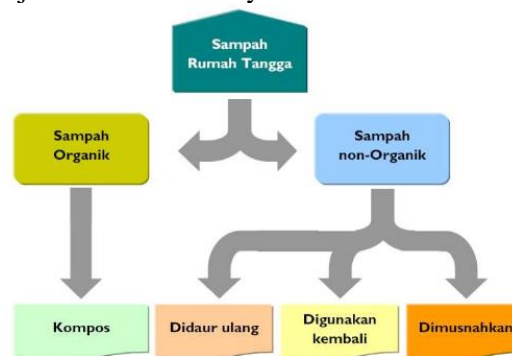 Sampah
Rumah Tangga
Sampah
Organik
Sampah
non-Organik
Kompos
Didaur ulang
Digunakan
kembali
Dimusnahkan